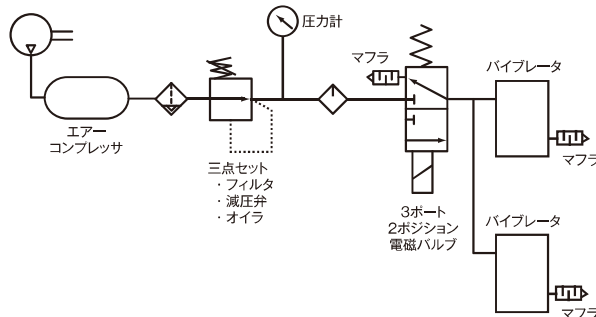 圧力計
マフラ
バイブレータ
エアー
コンプレッサ
マフラ
三点セット
・フィルタ
・減圧弁
・オイラ
3ポート
2ポジション
電磁バルブ
バイブレータ
マフラ